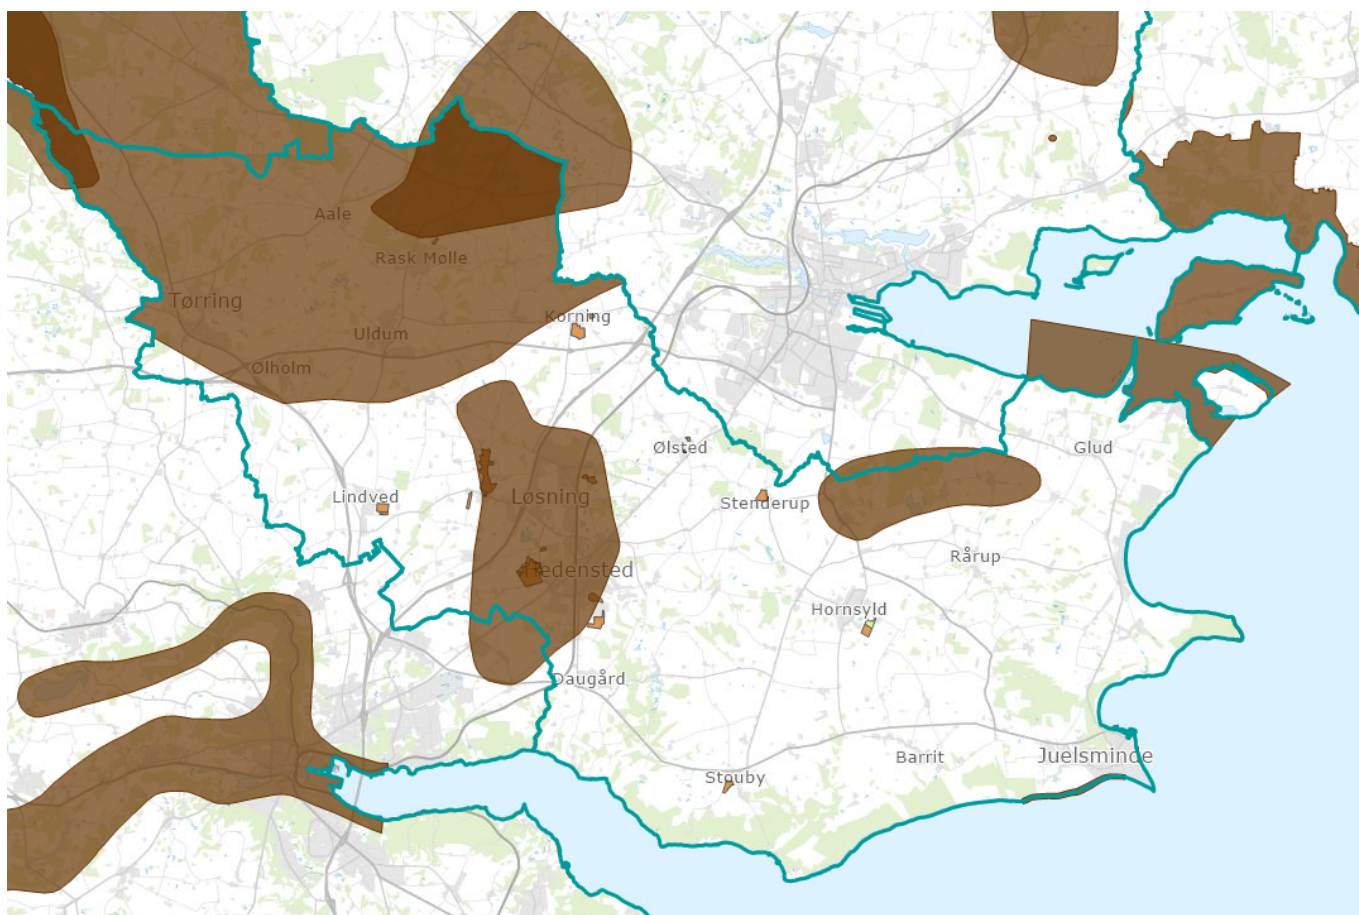 Aale
Rask Mølle
Tørring
Korning
Uldum
Ølholm
Ølsted
Glud
Lindved
Løsning
Stenderup
Rårup
Hedensted
Hornsyld
Daugård
Barrit
Juelsminde
Stouby